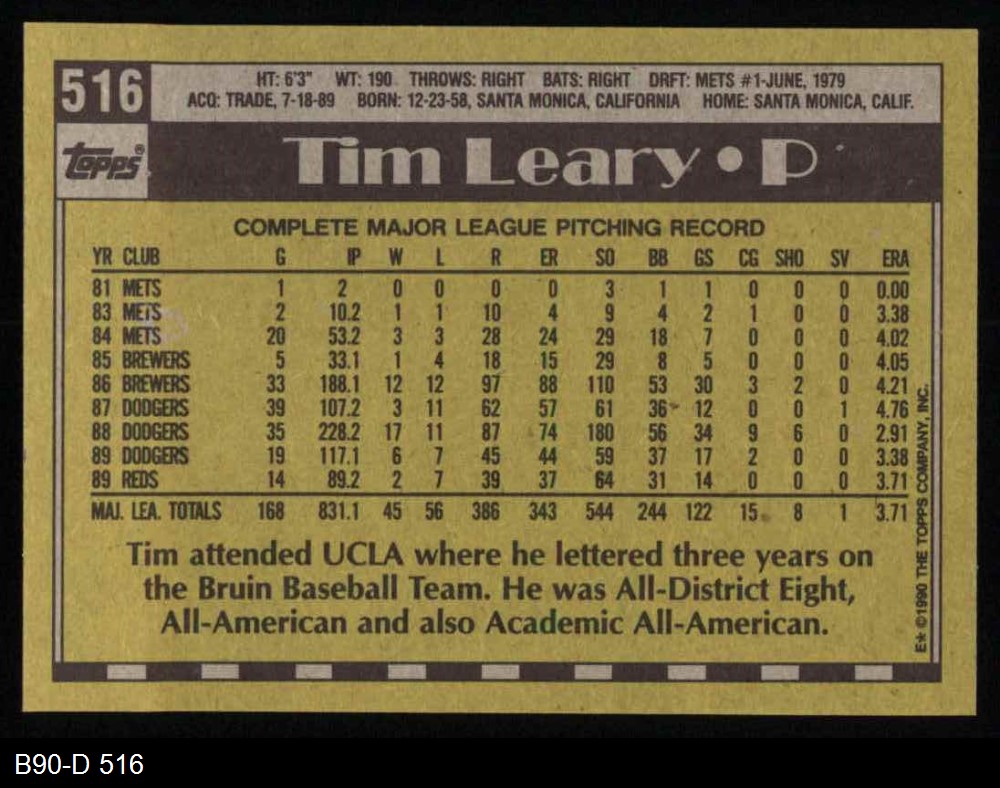 516
HT: 6'3" WT: 190 THROWS: RIGHT BATS: RIGHT DRFT: METS #1-JUNE, 1979
ACQ: TRADE, 7-18-89 BORN: 12-23-58, SANTA MONICA, CALIFORNIA HOME: SANTA MONICA, CALIF.
Topps®
Tim Leary • P
COMPLETE MAJOR LEAGUE PITCHING RECORD
YR CLUB G IP W L R ER SO BB GS CG SHO SV ERA
81 METS 1 2 0 0 0 0 3 1 1 0 0 0 0.00
83 METS 2 10.2 1 1 10 4 9 4 2 1 0 0 3.38
84 METS 20 53.2 3 3 28 24 29 18 7 0 0 0 4.02
85 BREWERS 5 33.1 1 4 18 15 29 8 5 0 0 0 4.05
86 BREWERS 33 188.1 12 12 97 88 110 53 30 3 2 0 4.21
87 DODGERS 39 107.2 3 11 62 57 61 36 12 0 0 1 4.76
88 DODGERS 35 228.2 17 11 87 74 180 56 34 9 6 0 2.91
89 DODGERS 19 117.1 6 7 45 44 59 37 17 2 0 0 3.38
89 REDS 14 89.2 2 7 39 37 64 31 14 0 0 0 3.71
MAJ. LEA. TOTALS 168 831.1 45 56 386 343 544 244 122 15 8 1 3.71
Tim attended UCLA where he lettered three years on
the Bruin Baseball Team. He was All-District Eight,
All-American and also Academic All-American.
E* ©1990 THE TOPPS COMPANY, INC.
B90-D 516